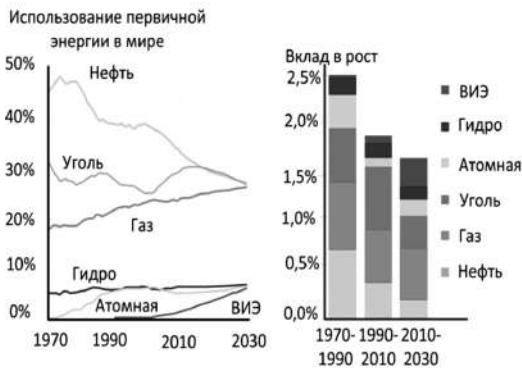 Использование первичной
энергии в мире
50%
40%
30%
20%
10%
0%
Нефть
Уголь
Газ
Гидро
Атомная
ВИЭ
1970
1990
2010
2030
Вклад в рост
2,5%
2,0%
1,5%
1,0%
0,5%
0,0%
1970-
1990
1990-
2010
2010-
2030
ВИЭ
Гидро
Атомная
Уголь
Газ
Нефть